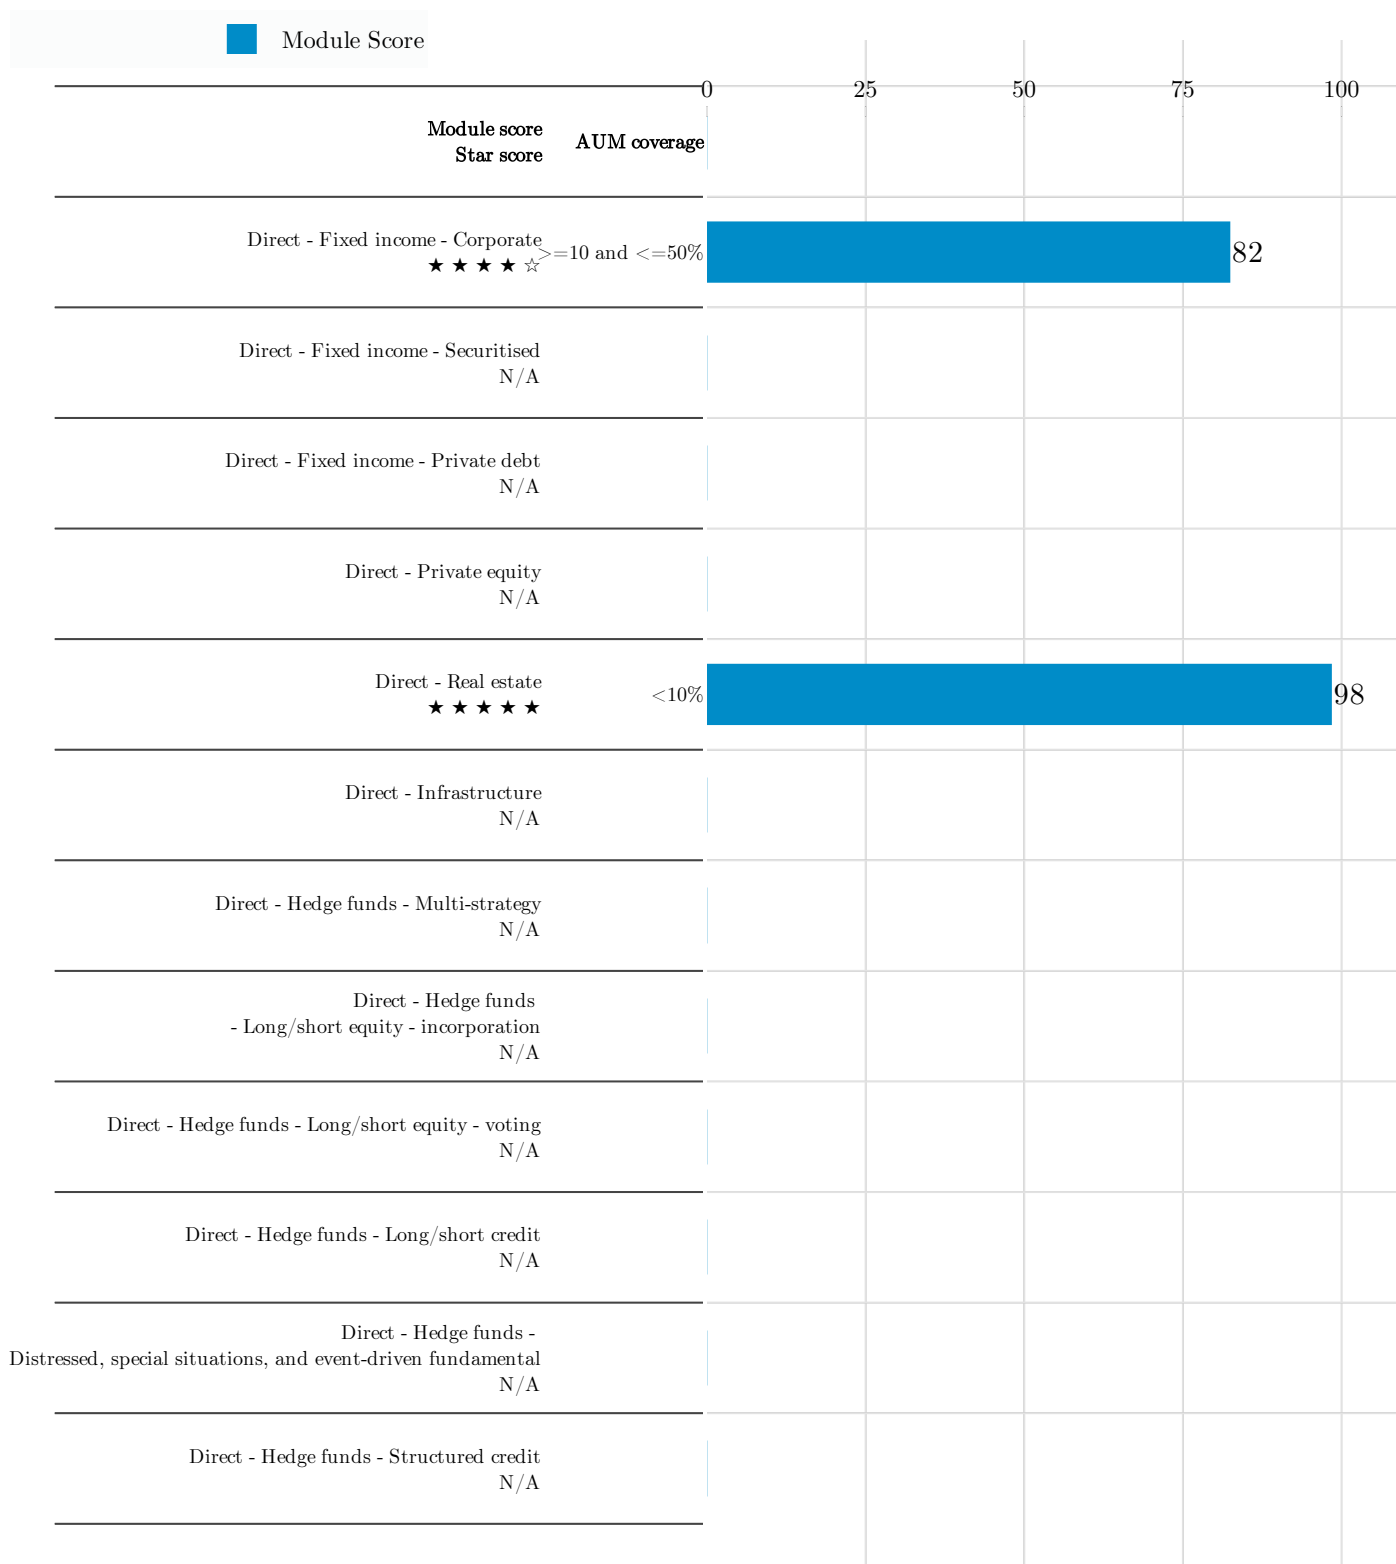 Module Score
0 25 50 75 100
Module score
Star score
AUM coverage
Direct - Fixed income - Corporate
★ ★ ★ ★ ☆
>=10 and <=50%
82
Direct - Fixed income - Securitised
N/A
Direct - Fixed income - Private debt
N/A
Direct - Private equity
N/A
Direct - Real estate
★ ★ ★ ★ ★
<10%
98
Direct - Infrastructure
N/A
Direct - Hedge funds - Multi-strategy
N/A
Direct - Hedge funds
- Long/short equity - incorporation
N/A
Direct - Hedge funds - Long/short equity - voting
N/A
Direct - Hedge funds - Long/short credit
N/A
Direct - Hedge funds -
Distressed, special situations, and event-driven fundamental
N/A
Direct - Hedge funds - Structured credit
N/A